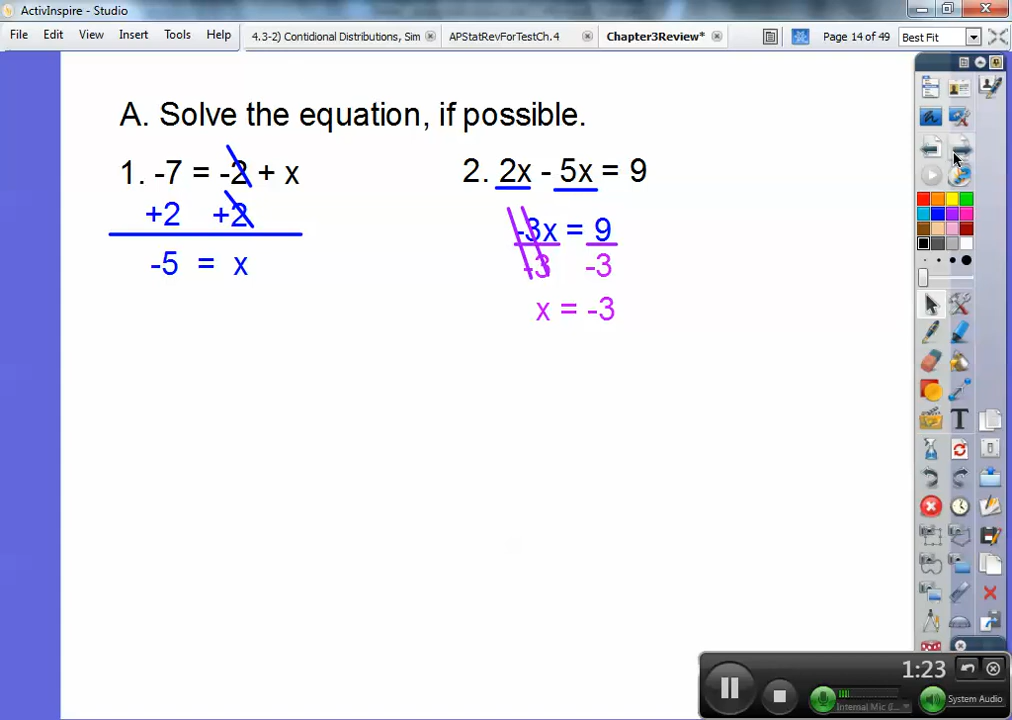 ActivInspire - Studio
File Edit View Insert Tools Help
4.3-2) Contidional Distributions, Sim
APStatRevForTestCh.4
Chapter3Review*
Page 14 of 49
Best Fit
A. Solve the equation, if possible.
1. -7 = -2 + x
+2 +2
-5 = x
2. 2x - 5x = 9
-3x = 9
-3 -3
x = -3
T
1:23
Internal Mic (I...
System Audio